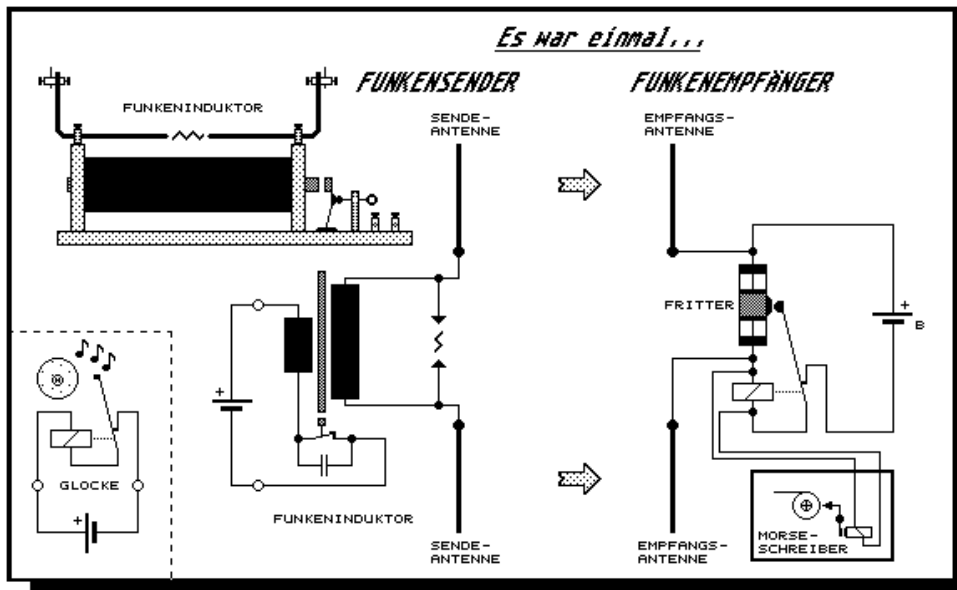 Es war einmal...
FUNKENSENDER
FUNKENEMPFÄNGER
FUNKENINDUKTOR
SENDE-
ANTENNE
EMPFANGS-
ANTENNE
FRITTER
+
B
+
+
GLOCKE
FUNKENINDUKTOR
SENDE-
ANTENNE
EMPFANGS-
ANTENNE
MORSE-
SCHREIBER